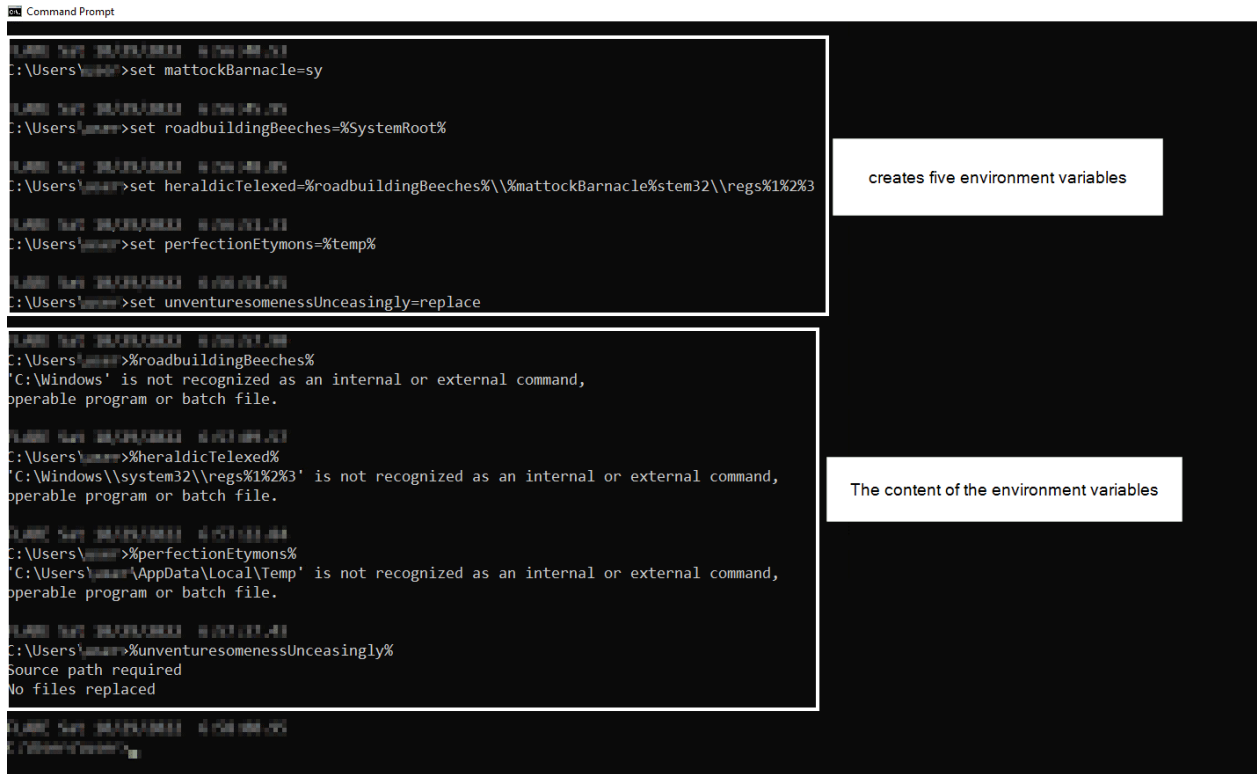 Command Prompt
C:\Users\>set mattockBarnacle=sy
C:\Users\>set roadbuildingBeeches=%SystemRoot%
C:\Users\>set heraldicTelexed=%roadbuildingBeeches%\\%mattockBarnacle%stem32\\regs%1%2%3
C:\Users\>set perfectionEtymons=%temp%
C:\Users\>set unventuresomenessUnceasingly=replace
creates five environment variables
C:\Users\>%roadbuildingBeeches%
'C:\Windows' is not recognized as an internal or external command,
operable program or batch file.
C:\Users\>%heraldicTelexed%
'C:\Windows\\system32\\regs%1%2%3' is not recognized as an internal or external command,
operable program or batch file.
C:\Users\>%perfectionEtymons%
'C:\Users\\AppData\Local\Temp' is not recognized as an internal or external command,
operable program or batch file.
C:\Users\>%unventuresomenessUnceasingly%
Source path required
No files replaced
The content of the environment variables